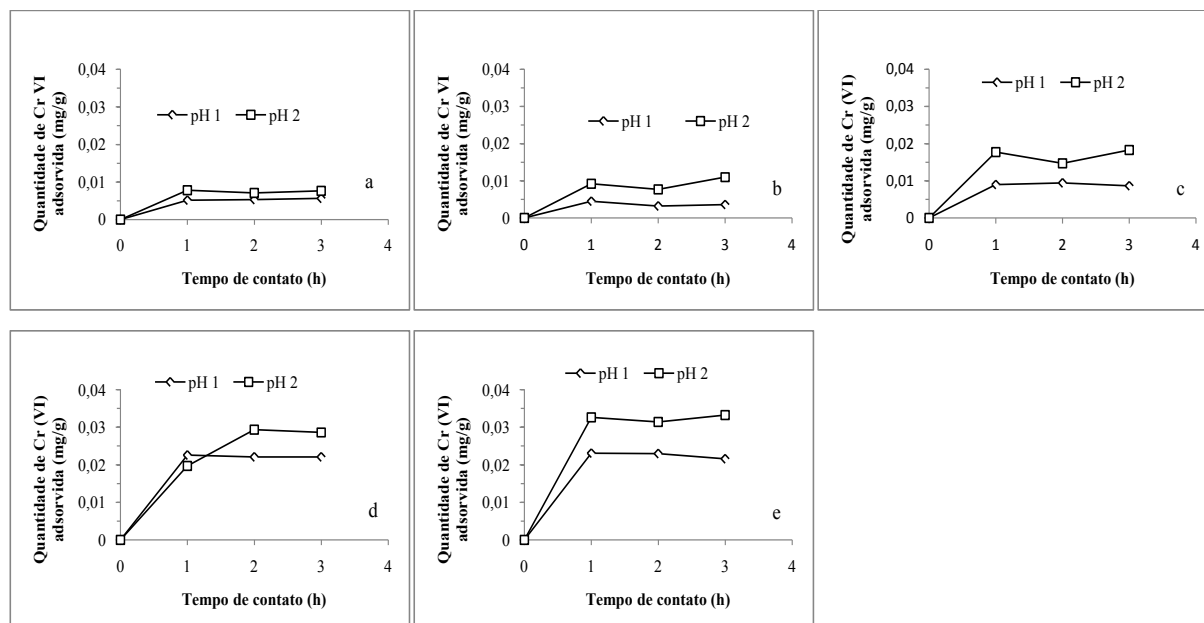 Quantidade de Cr VI
adsorvida (mg/g)
0,04
0,03
0,02
0,01
0
pH 1
pH 2
a
0 1 2 3 4
Tempo de contato (h)
Quantidade de Cr VI
adsorvida (mg/g)
0,04
0,03
0,02
0,01
0
pH 1
pH 2
b
0 1 2 3 4
Tempo de contato (h)
Quantidade de Cr (VI)
adsorvida (mg/g)
0,04
0,03
0,02
0,01
0
pH 1
pH 2
c
0 1 2 3 4
Tempo de contato (h)
Quantidade de Cr (VI)
adsorvida (mg/g)
0,04
0,03
0,02
0,01
0
pH 1
pH 2
d
0 1 2 3 4
Tempo de contato (h)
Quantidade de Cr (VI)
adsorvida (mg/g)
0,04
0,03
0,02
0,01
0
pH 1
pH 2
e
0 1 2 3 4
Tempo de contato (h)